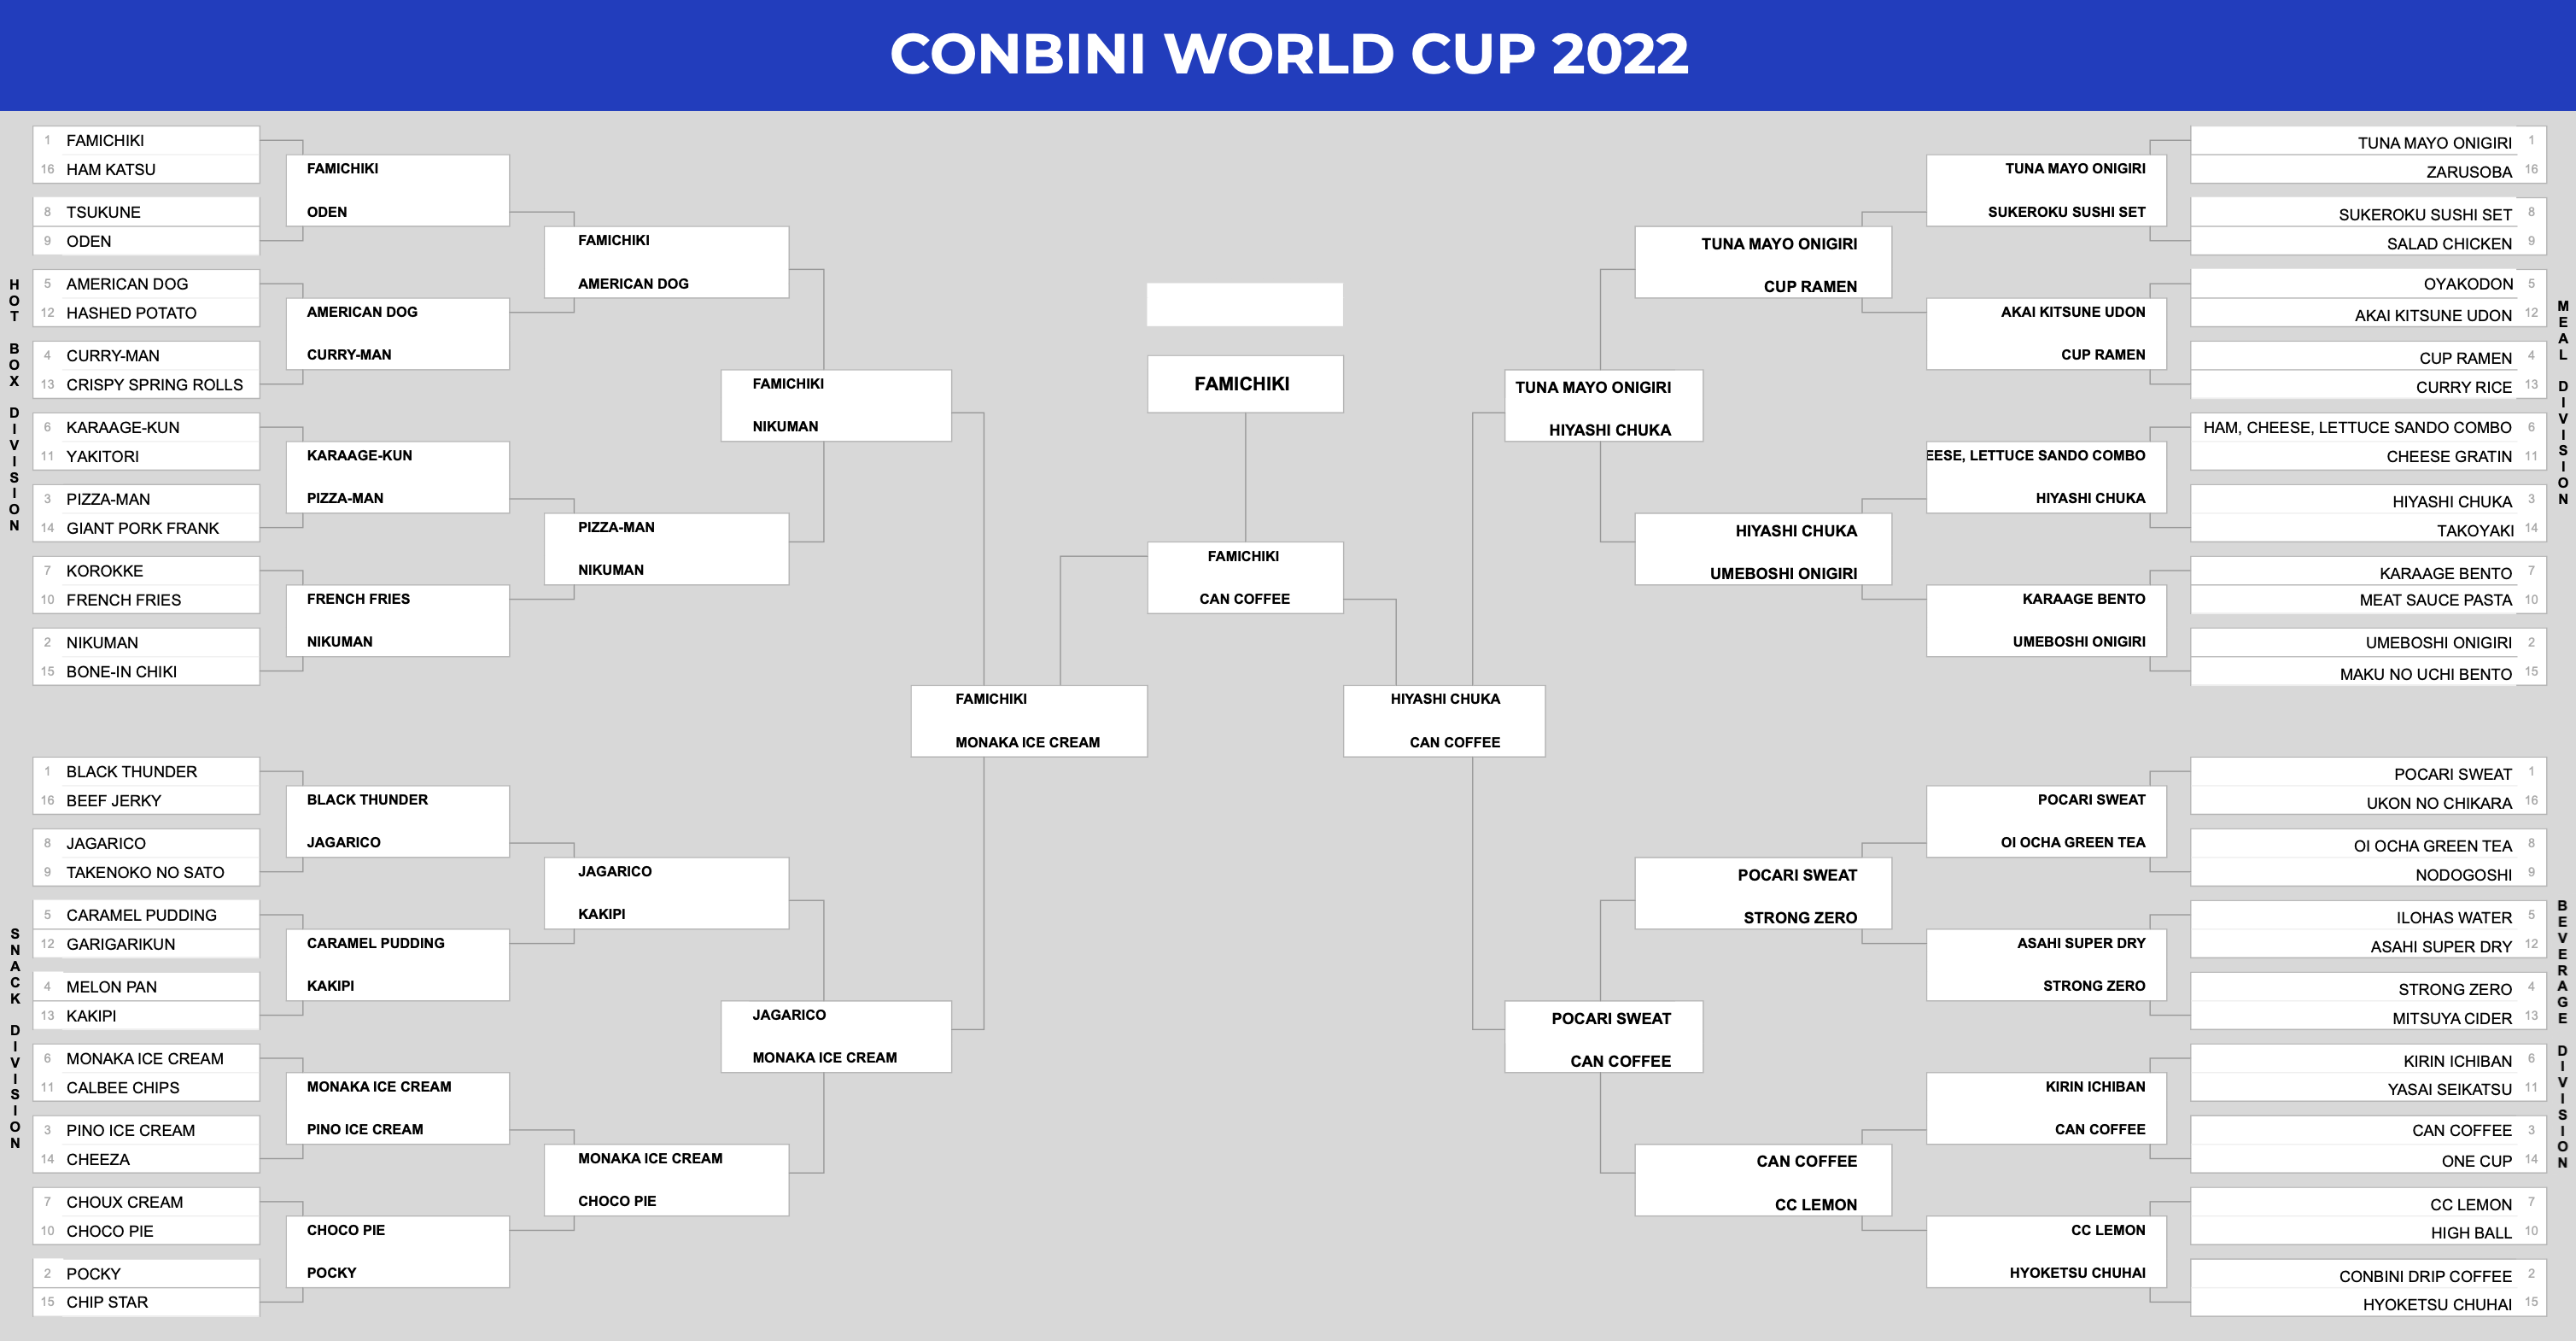 CONBINI WORLD CUP 2022
HOT BOX DIVISION
1 FAMICHIKI
16 HAM KATSU
8 TSUKUNE
9 ODEN
5 AMERICAN DOG
12 HASHED POTATO
4 CURRY-MAN
13 CRISPY SPRING ROLLS
6 KARAAGE-KUN
11 YAKITORI
3 PIZZA-MAN
14 GIANT PORK FRANK
7 KOROKKE
10 FRENCH FRIES
2 NIKUMAN
15 BONE-IN CHIKI
FAMICHIKI
ODEN
AMERICAN DOG
CURRY-MAN
KARAAGE-KUN
PIZZA-MAN
FRENCH FRIES
NIKUMAN
FAMICHIKI
AMERICAN DOG
PIZZA-MAN
NIKUMAN
FAMICHIKI
NIKUMAN
SNACK DIVISION
1 BLACK THUNDER
16 BEEF JERKY
8 JAGARICO
9 TAKENOKO NO SATO
5 CARAMEL PUDDING
12 GARIGARIKUN
4 MELON PAN
13 KAKIPI
6 MONAKA ICE CREAM
11 CALBEE CHIPS
3 PINO ICE CREAM
14 CHEEZA
7 CHOUX CREAM
10 CHOCO PIE
2 POCKY
15 CHIP STAR
BLACK THUNDER
JAGARICO
CARAMEL PUDDING
KAKIPI
MONAKA ICE CREAM
PINO ICE CREAM
CHOCO PIE
POCKY
JAGARICO
KAKIPI
MONAKA ICE CREAM
CHOCO PIE
JAGARICO
MONAKA ICE CREAM
FAMICHIKI
MONAKA ICE CREAM
FAMICHIKI
FAMICHIKI
CAN COFFEE
HIYASHI CHUKA
CAN COFFEE
TUNA MAYO ONIGIRI
HIYASHI CHUKA
TUNA MAYO ONIGIRI
CUP RAMEN
HIYASHI CHUKA
UMEBOSHI ONIGIRI
TUNA MAYO ONIGIRI
SUKEROKU SUSHI SET
AKAI KITSUNE UDON
CUP RAMEN
EESE, LETTUCE SANDO COMBO
HIYASHI CHUKA
KARAAGE BENTO
UMEBOSHI ONIGIRI
TUNA MAYO ONIGIRI 1
ZARUSOBA 16
SUKEROKU SUSHI SET 8
SALAD CHICKEN 9
OYAKODON 5
AKAI KITSUNE UDON 12
CUP RAMEN 4
CURRY RICE 13
HAM, CHEESE, LETTUCE SANDO COMBO 6
CHEESE GRATIN 11
HIYASHI CHUKA 3
TAKOYAKI 14
KARAAGE BENTO 7
MEAT SAUCE PASTA 10
UMEBOSHI ONIGIRI 2
MAKU NO UCHI BENTO 15
MEAL DIVISION
POCARI SWEAT
CAN COFFEE
POCARI SWEAT
STRONG ZERO
CAN COFFEE
CC LEMON
POCARI SWEAT
OI OCHA GREEN TEA
ASAHI SUPER DRY
STRONG ZERO
KIRIN ICHIBAN
CAN COFFEE
CC LEMON
HYOKETSU CHUHAI
POCARI SWEAT 1
UKON NO CHIKARA 16
OI OCHA GREEN TEA 8
NODOGOSHI 9
ILOHAS WATER 5
ASAHI SUPER DRY 12
STRONG ZERO 4
MITSUYA CIDER 13
KIRIN ICHIBAN 6
YASAI SEIKATSU 11
CAN COFFEE 3
ONE CUP 14
CC LEMON 7
HIGH BALL 10
CONBINI DRIP COFFEE 2
HYOKETSU CHUHAI 15
BEVERAGE DIVISION